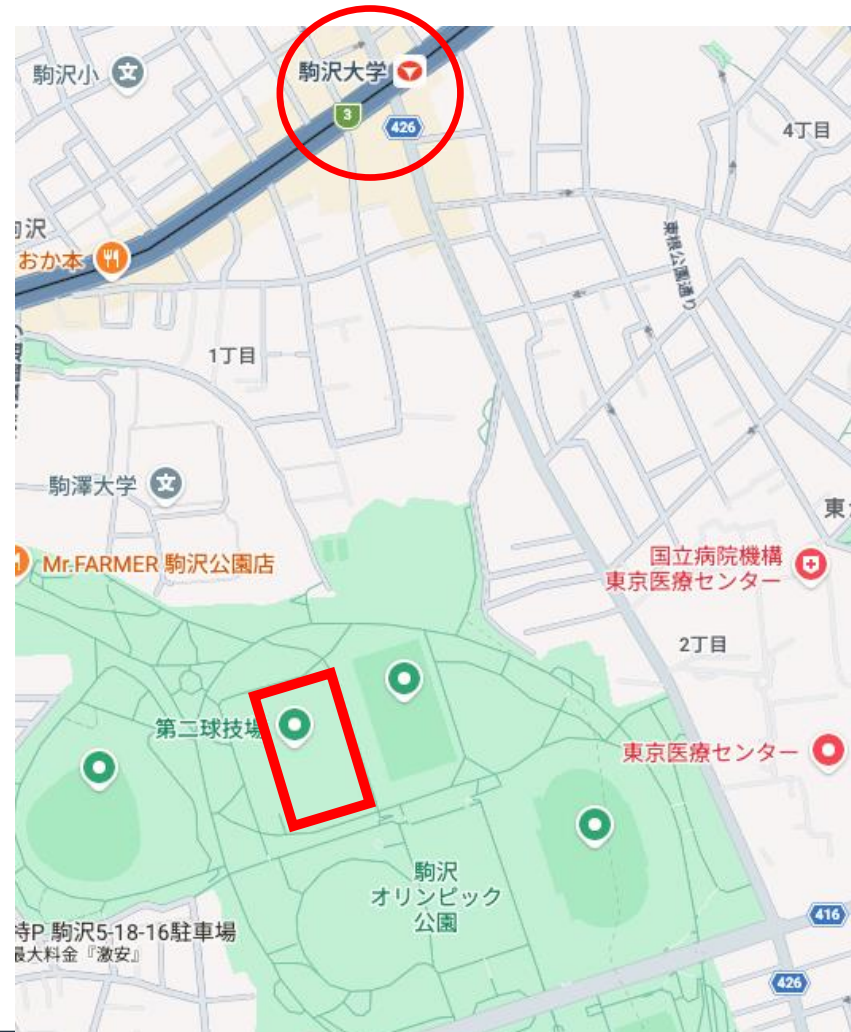 駒沢小
駒沢大学
3
426
4丁目
沢
おか本
東根公園通り
1丁目
駒澤大学
東
Mr.FARMER 駒沢公園店
国立病院機構
東京医療センター
2丁目
第二球技場
東京医療センター
駒沢
オリンピック
公園
特P 駒沢5-18-16駐車場
最大料金『激安』
416
426